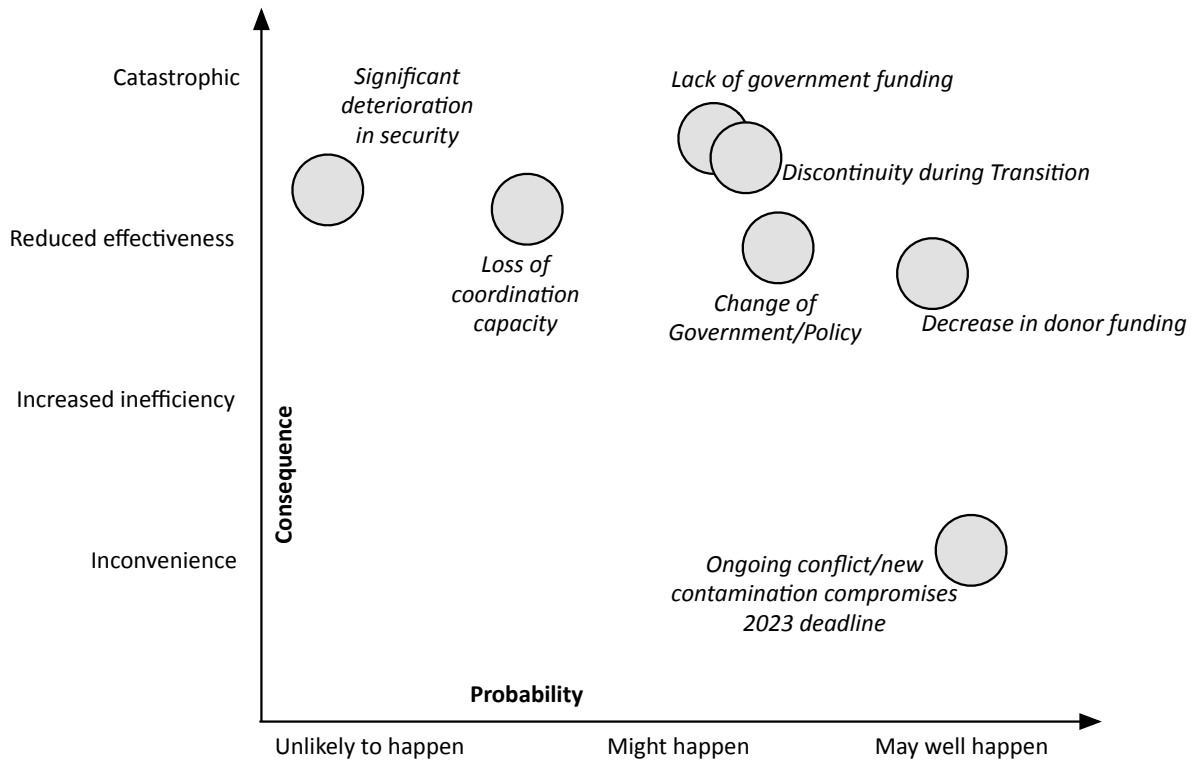 Catastrophic
Significant
deterioration
in security
Lack of government funding
Discontinuity during Transition
Reduced effectiveness
Loss of
coordination
capacity
Change of
Government/Policy
Decrease in donor funding
Increased inefficiency
Consequence
Inconvenience
Ongoing conflict/new
contamination compromises
2023 deadline
Probability
Unlikely to happen
Might happen
May well happen